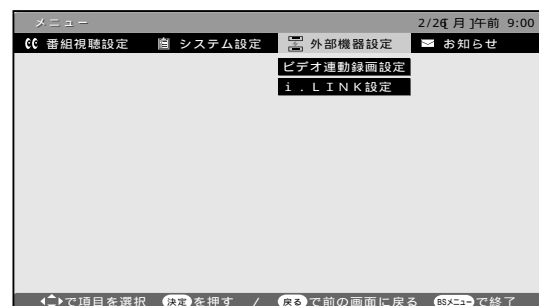 メニュー 2/26[月]午前 9:00
番組視聴設定 システム設定 外部機器設定 お知らせ
ビデオ連動録画設定
i.LINK設定
で項目を選択 決定を押す / 戻るで前の画面に戻る BSメニューで終了